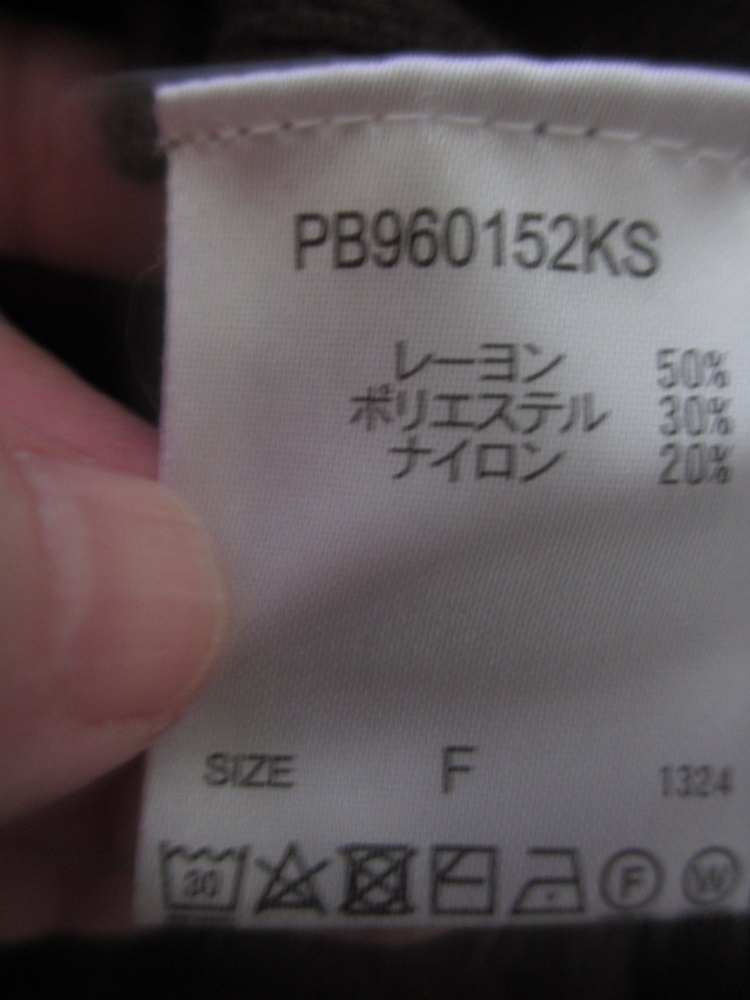 PB960152KS
レーヨン 50%
ポリエステル 30%
ナイロン 20%
SIZE F 1324
30 F W